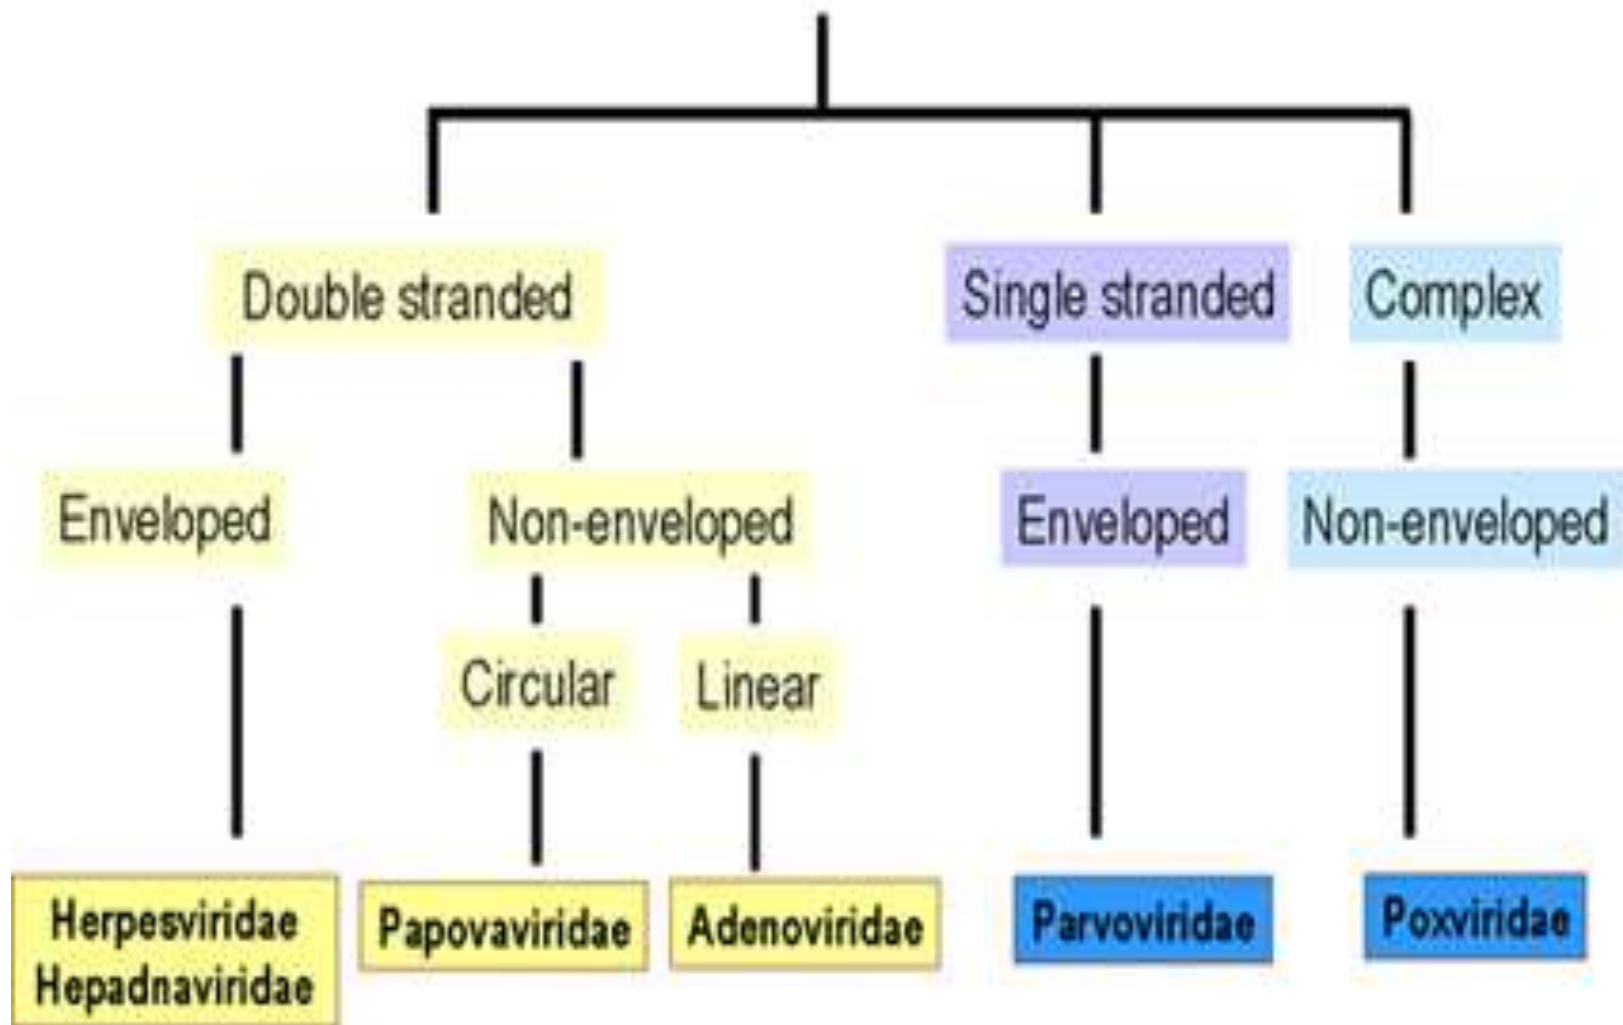 Double stranded
Single stranded
Complex
Enveloped
Non-enveloped
Enveloped
Non-enveloped
Circular
Linear
Herpesviridae
Hepadnaviridae
Papovaviridae
Adenoviridae
Parvoviridae
Poxviridae